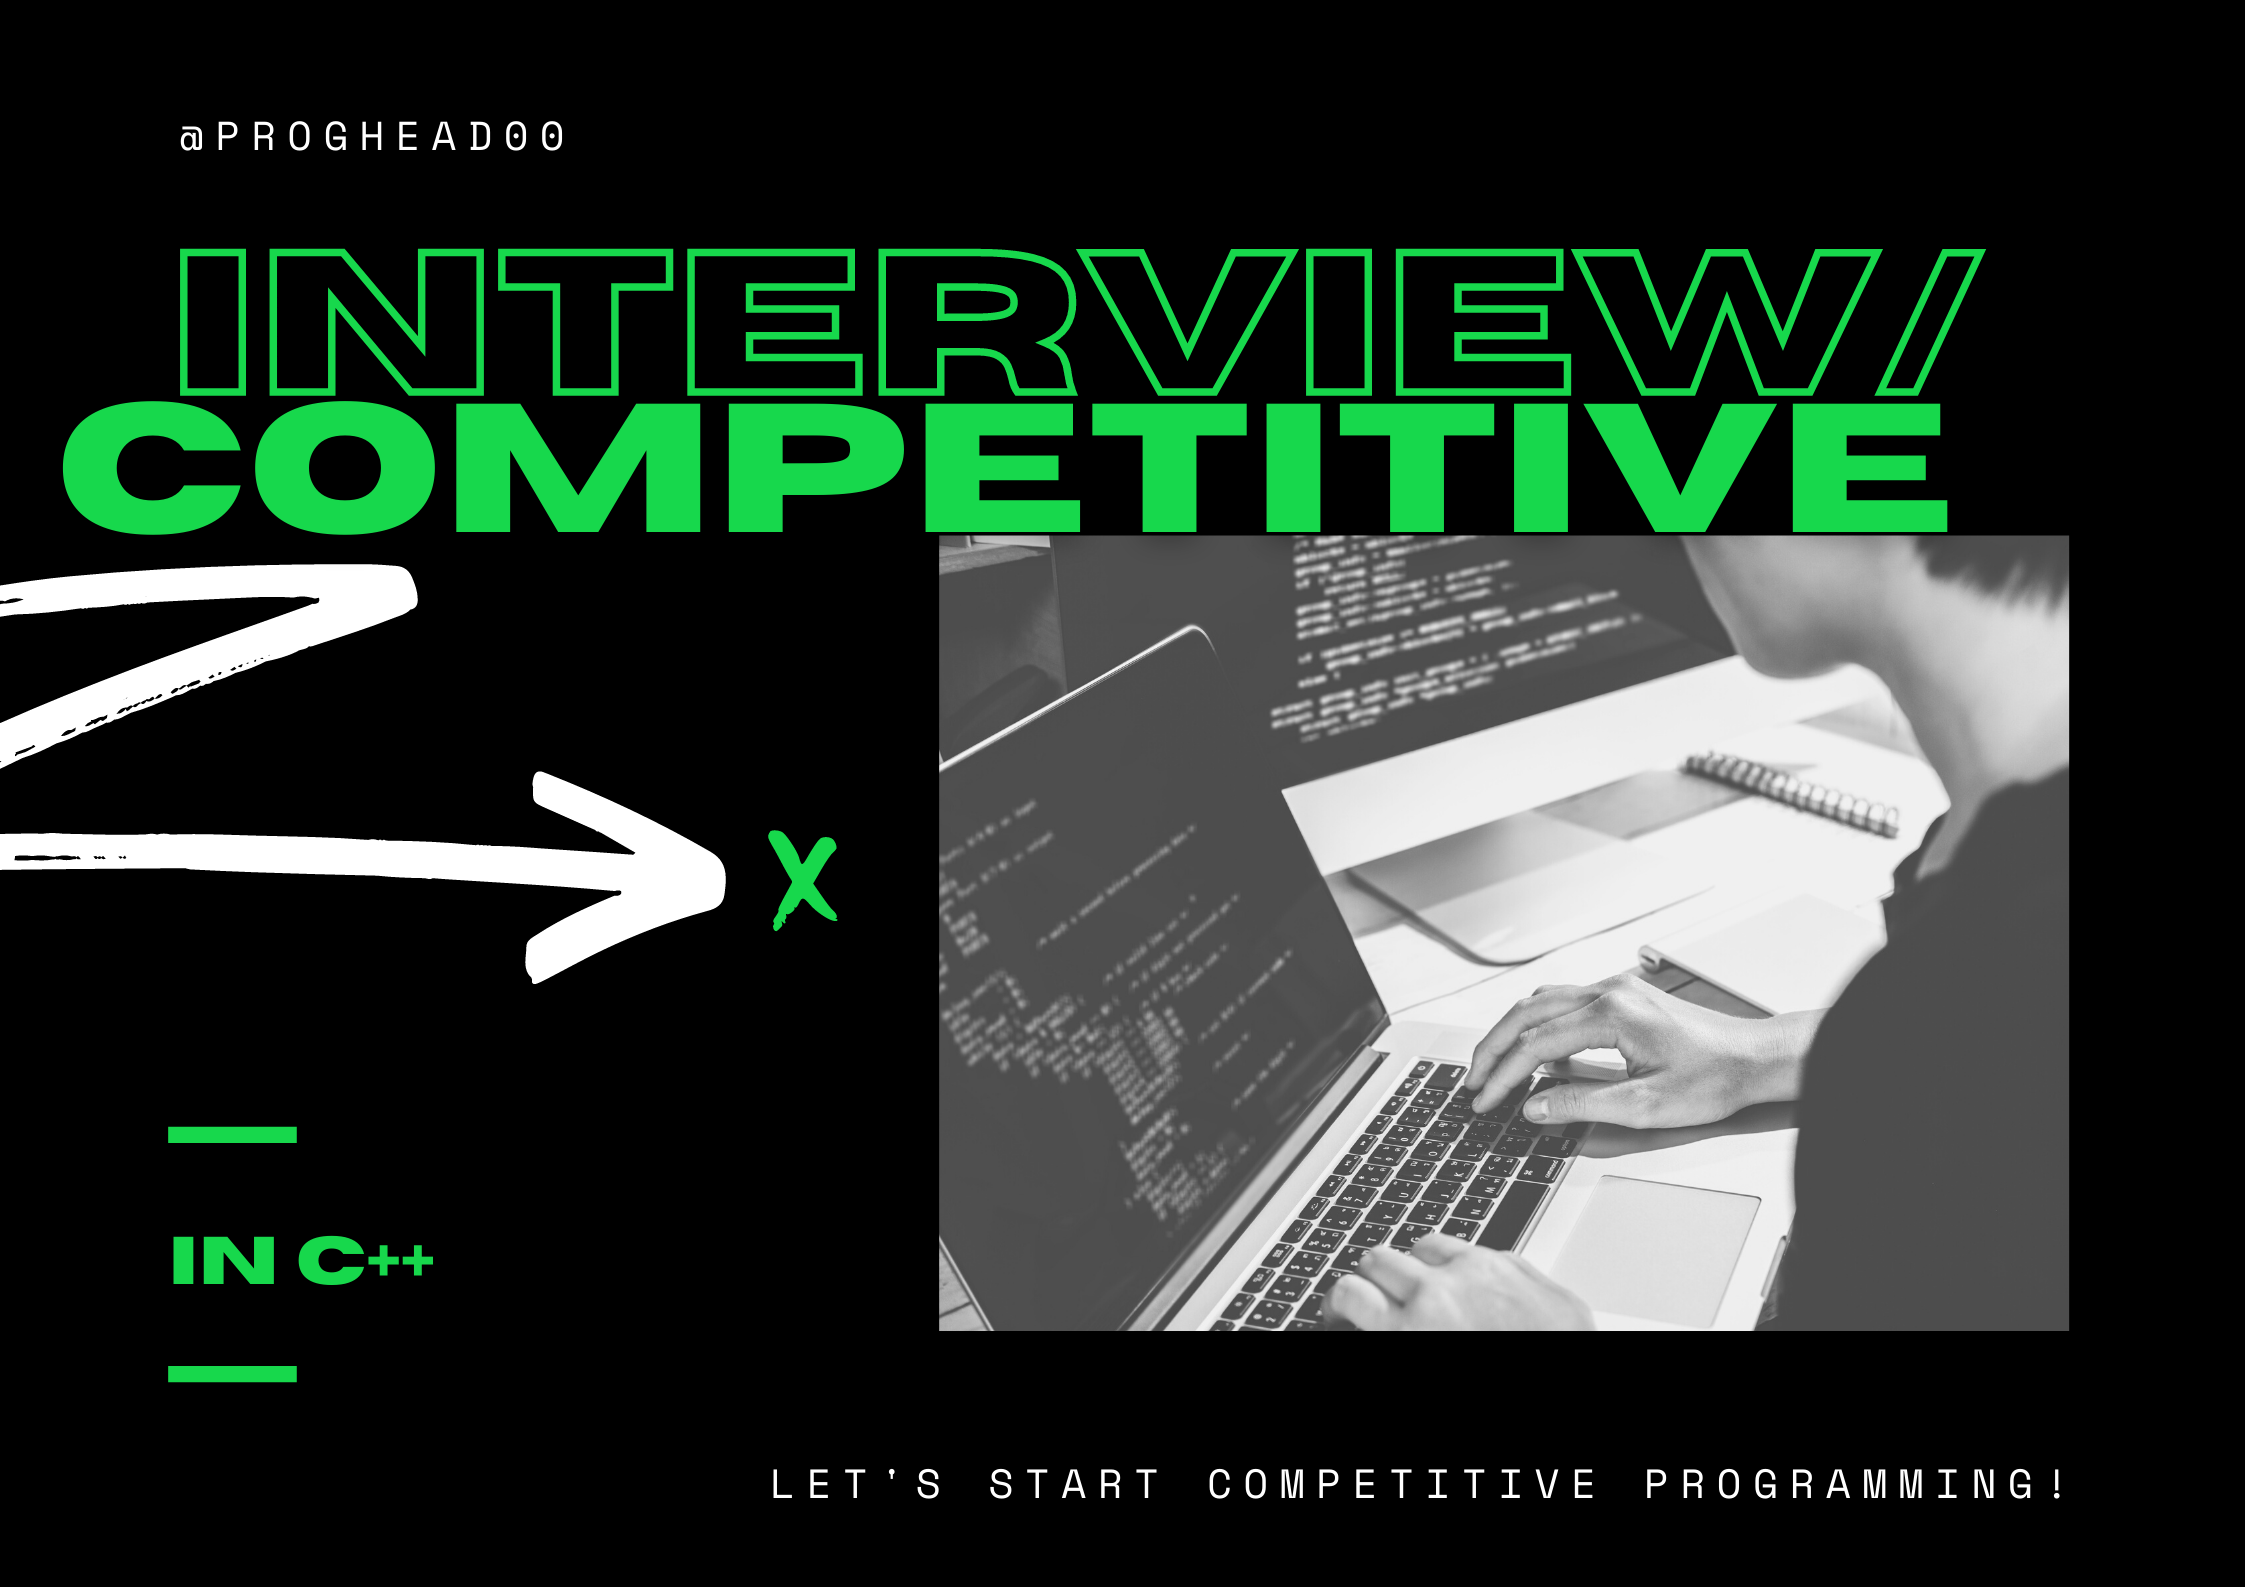 @PROGHEAD00
INTERVIEW/
COMPETITIVE
X
IN C++
LET'S START COMPETITIVE PROGRAMMING!